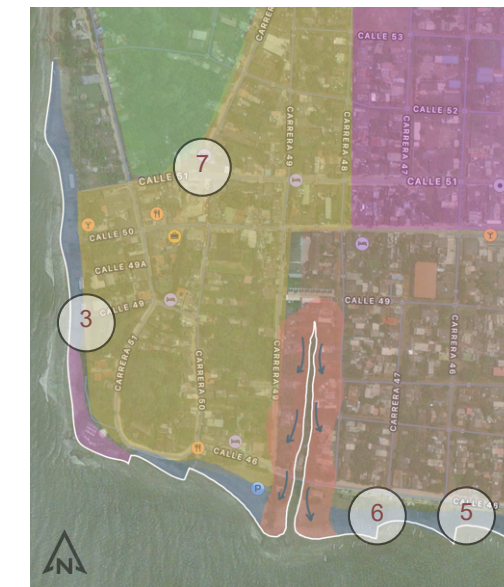 CARRERA
CALLE 53
CALLE 52
CARRERA 49
CARRERA 48
CARRERA 47
7
CALLE 51
CALLE 51
CALLE 50
CALLE 49A
CALLE 49
3
CALLE 49
CARRERA 51
CARRERA 50
CARRERA 49
CARRERA 47
CARRERA 46
CALLE 46
P
6
5
CALLE 46
N